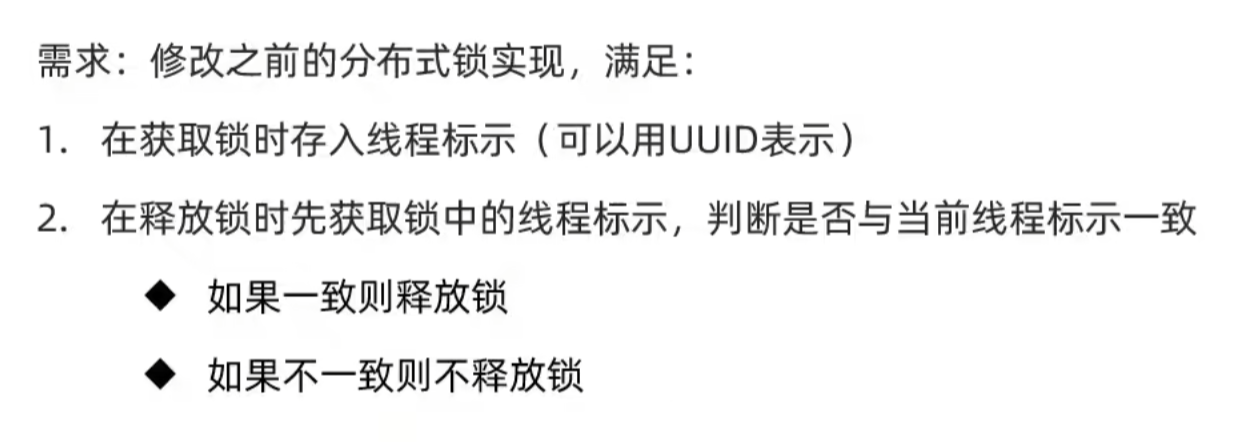 需求：修改之前的分布式锁实现，满足：
1. 在获取锁时存入线程标示（可以用UUID表示）
2. 在释放锁时先获取锁中的线程标示，判断是否与当前线程标示一致
◆ 如果一致则释放锁
◆ 如果不一致则不释放锁